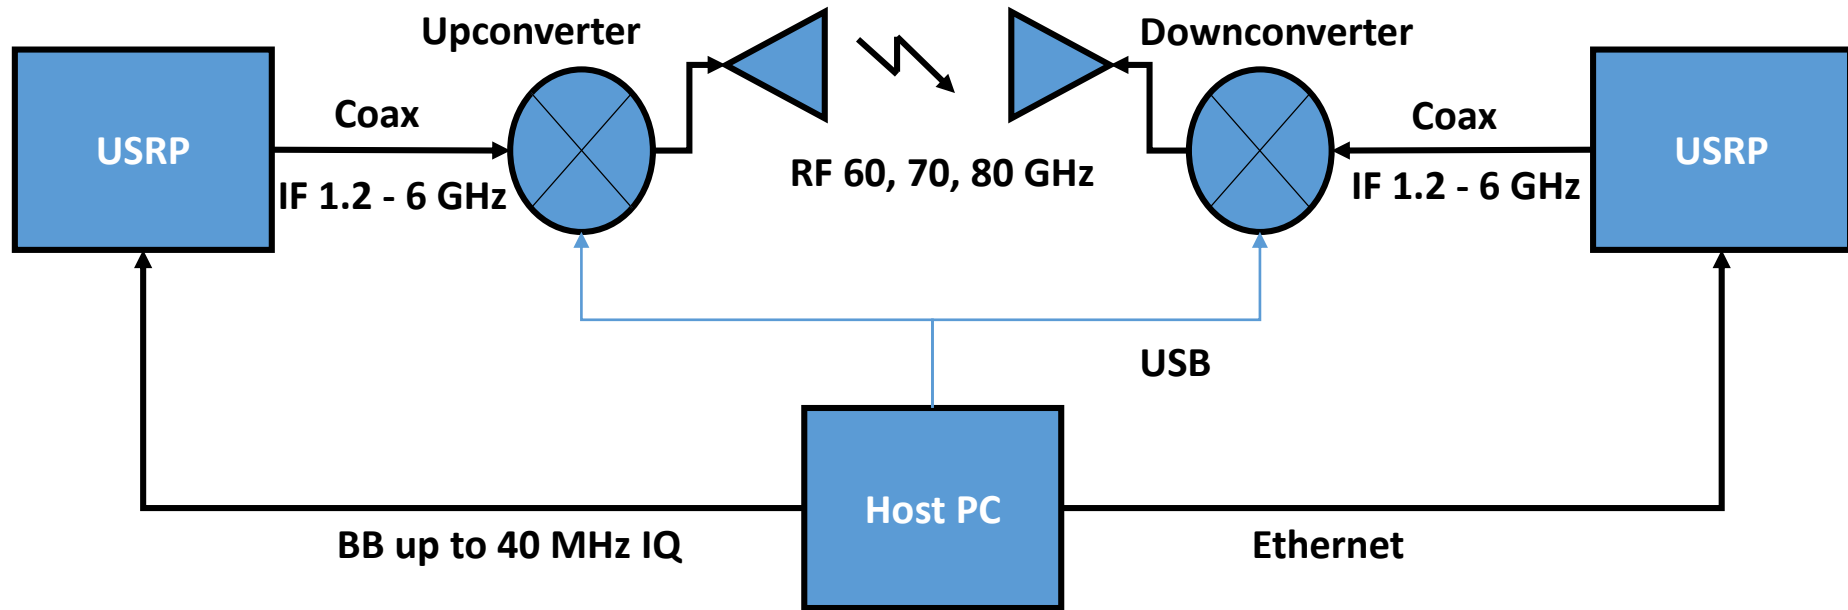 Upconverter
Downconverter
USRP
Coax
IF 1.2 - 6 GHz
RF 60, 70, 80 GHz
Coax
IF 1.2 - 6 GHz
USRP
USB
Host PC
BB up to 40 MHz IQ
Ethernet